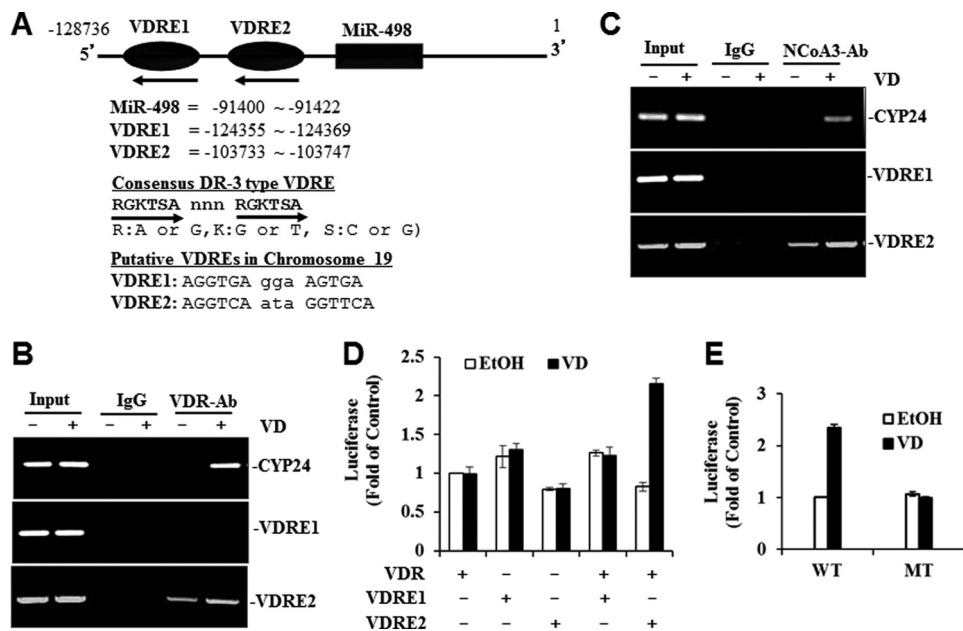 A
-128736
VDRE1
VDRE2
MiR-498
1
5'
3'
MiR-498 = -91400 ~ -91422
VDRE1 = -124355 ~ -124369
VDRE2 = -103733 ~ -103747
Consensus DR-3 type VDRE
RGKTSA nnn RGKTSA
R:A or G,K:G or T, S:C or G)
Putative VDREs in Chromosome 19
VDRE1: AGGTGA gga AGTGA
VDRE2: AGGTCA ata GGTTCA
B
Input IgG VDR-Ab
− + − + − + VD
-CYP24
-VDRE1
-VDRE2
C
Input IgG NCoA3-Ab
− + − + − + VD
-CYP24
-VDRE1
-VDRE2
D
EtOH VD
Luciferase
(Fold of Control)
2.5
2
1.5
1
0.5
0
VDR + − − + +
VDRE1 − + − + −
VDRE2 − − + − +
E
EtOH
VD
Luciferase
(Fold of Control)
3
2
1
0
WT MT